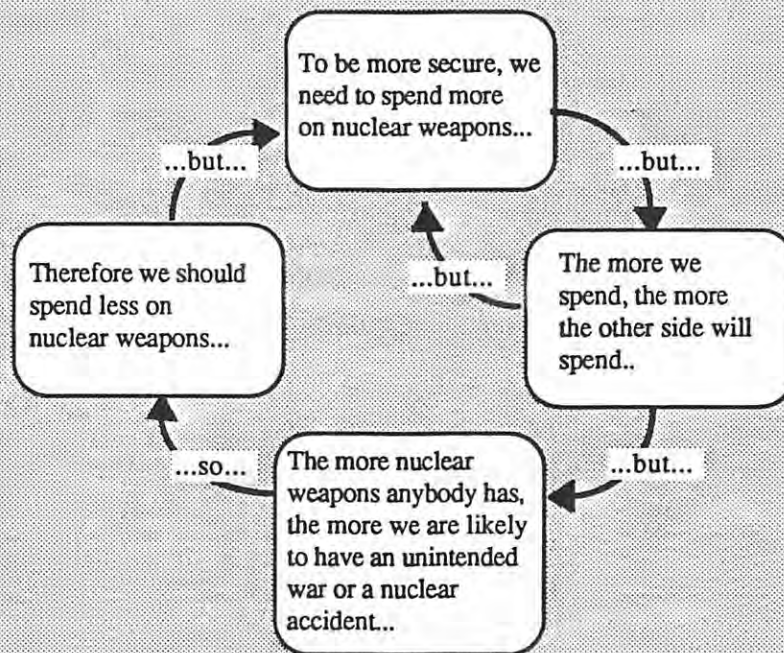 To be more secure, we
need to spend more
on nuclear weapons...
...but...
...but...
Therefore we should
spend less on
nuclear weapons...
...but...
The more we
spend, the more
the other side will
spend..
...so...
The more nuclear
weapons anybody has,
the more we are likely
to have an unintended
war or a nuclear
accident...
...but...